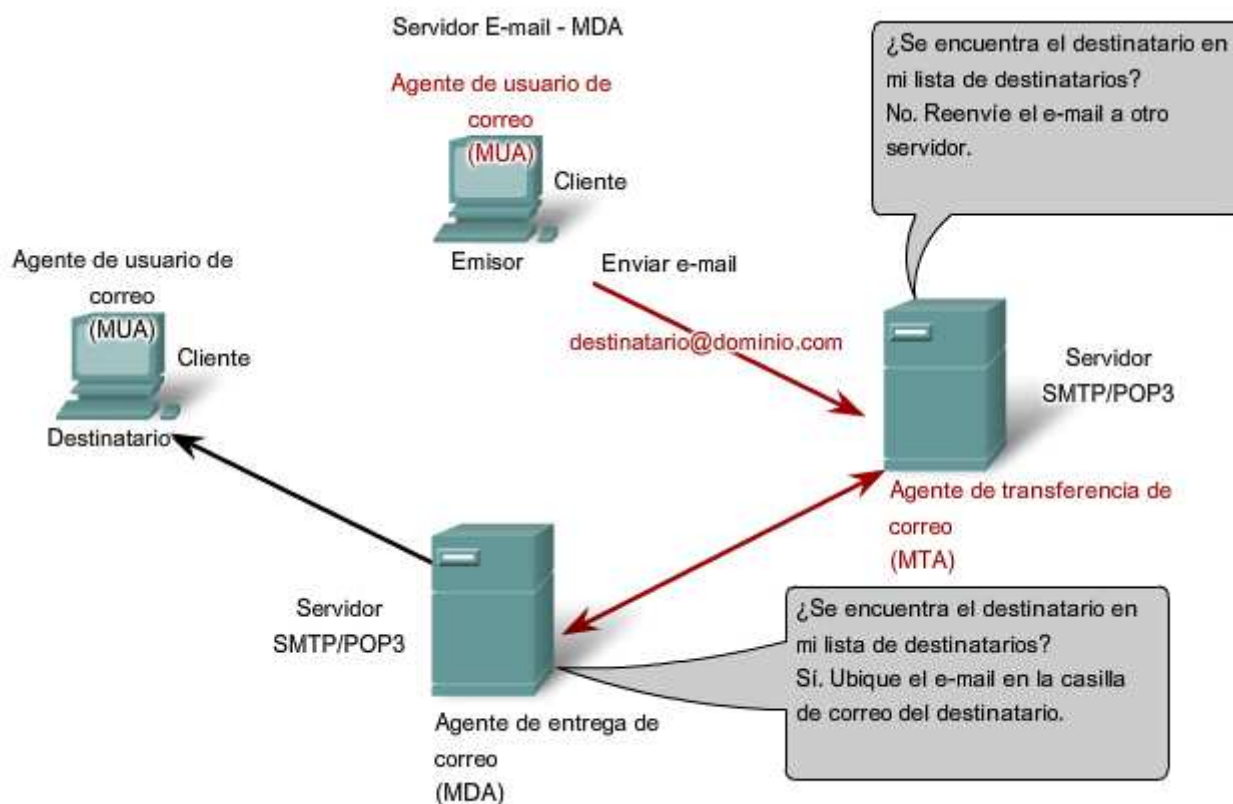 Servidor E-mail - MDA
Agente de usuario de
correo
(MUA)
Cliente
Emisor
¿Se encuentra el destinatario en
mi lista de destinatarios?
No. Reenvíe el e-mail a otro
servidor.
Enviar e-mail
destinatario@dominio.com
Servidor
SMTP/POP3
Agente de transferencia de
correo
(MTA)
Agente de usuario de
correo
(MUA)
Cliente
Destinatario
Servidor
SMTP/POP3
Agente de entrega de
correo
(MDA)
¿Se encuentra el destinatario en
mi lista de destinatarios?
Sí. Ubique el e-mail en la casilla
de correo del destinatario.